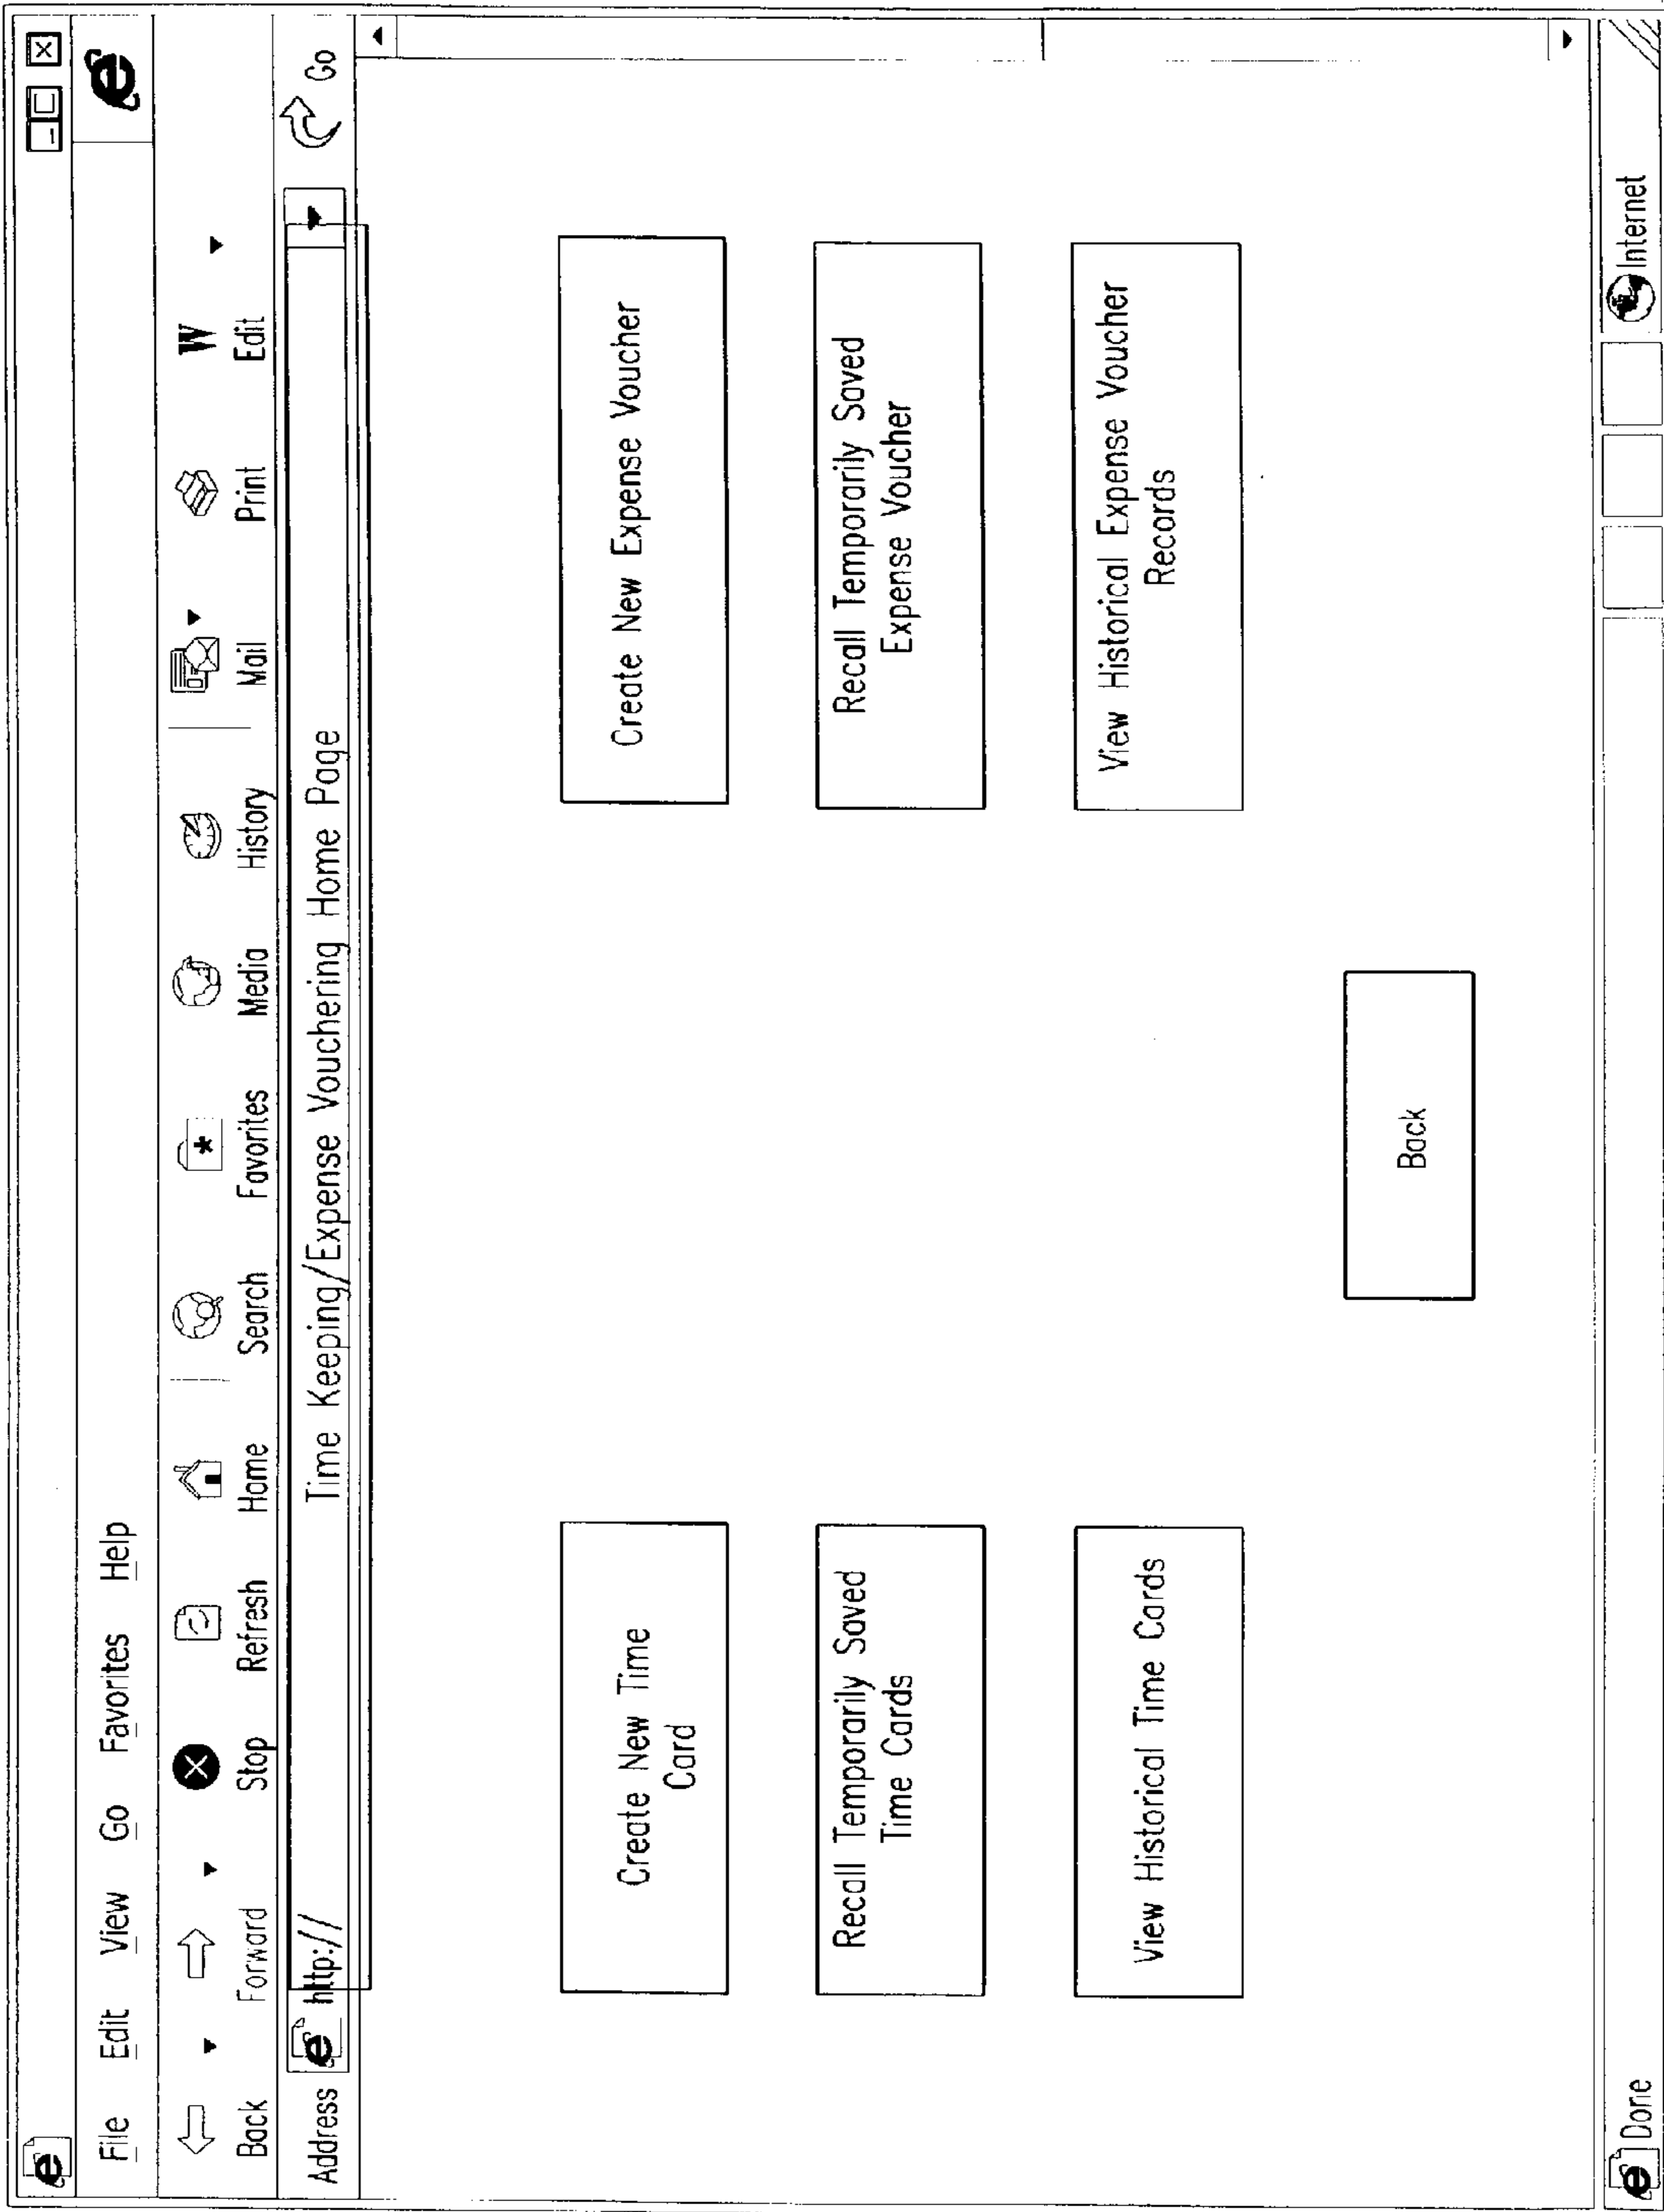 File Edit View Go Favorites Help
Back Forward Stop Refresh Home Search Favorites Media History Mail Print Edit
W
Address http:// Go
Time Keeping/Expense Vouchering Home Page
Create New Time
Card
Create New Expense Voucher
Recall Temporarily Saved
Time Cards
Recall Temporarily Saved
Expense Voucher
View Historical Time Cards
View Historical Expense Voucher
Records
Back
Done Internet